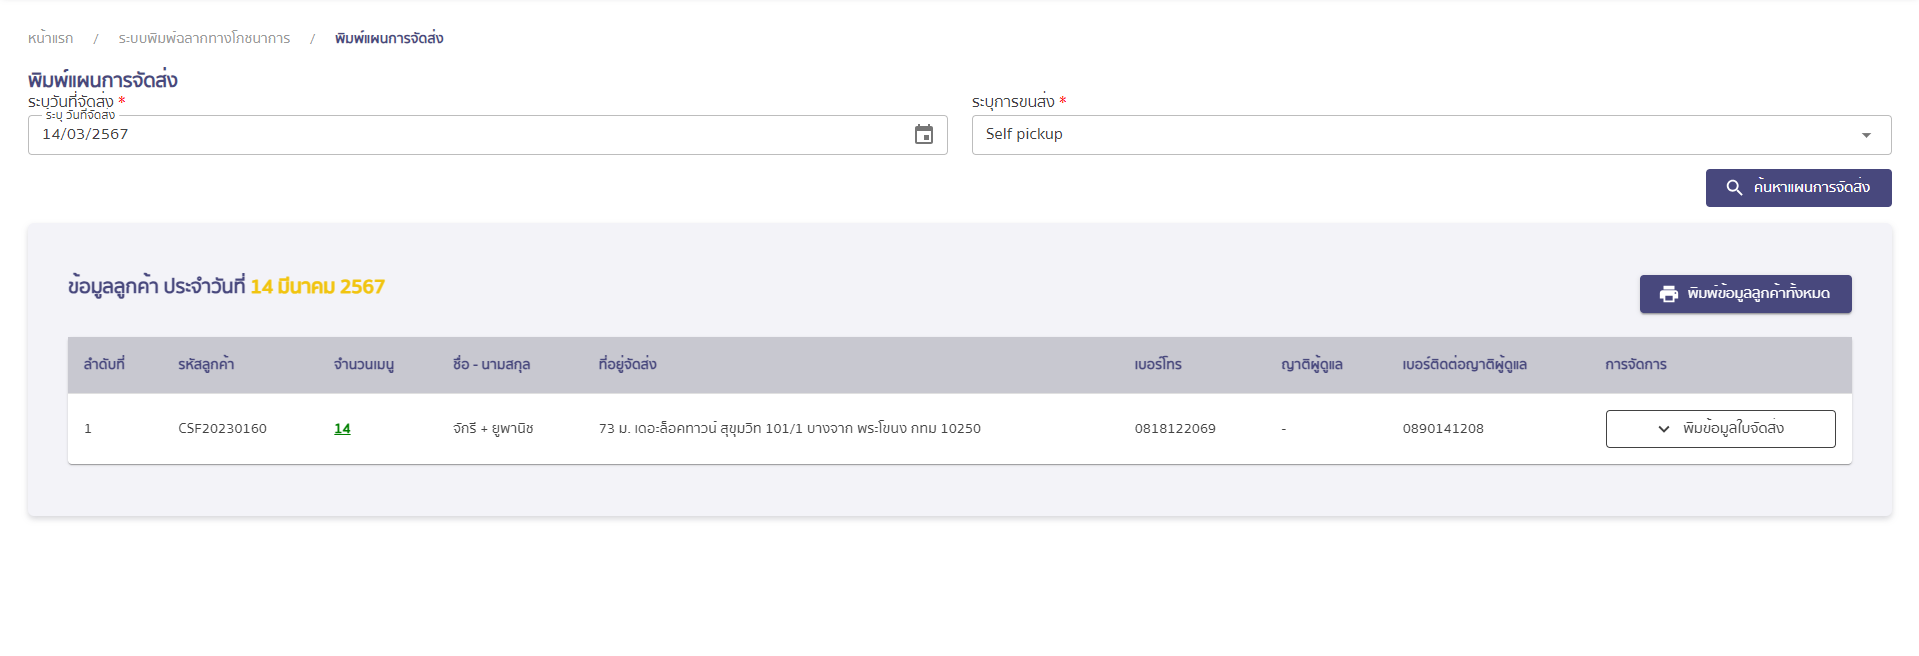 หน้าแรก / ระบบพิมพ์ฉลากทางโภชนาการ / พิมพ์แผนการจัดส่ง
พิมพ์แผนการจัดส่ง
ระบุวันที่จัดส่ง * ระบุการขนส่ง *
ระบุ วันที่จัดส่ง
14/03/2567 Self pickup
ค้นหาแผนการจัดส่ง
ข้อมูลลูกค้า ประจำวันที่ 14 มีนาคม 2567
พิมพ์ข้อมูลลูกค้าทั้งหมด
ลำดับที่ รหัสลูกค้า จำนวนเมนู ชื่อ - นามสกุล ที่อยู่จัดส่ง เบอร์โทร ญาติผู้ดูแล เบอร์ติดต่อญาติผู้ดูแล การจัดการ
1 CSF20230160 14 จักรี + ยูพานิช 73 ม. เดอะล็อคทาวน์ สุขุมวิท 101/1 บางจาก พระโขนง กทม 10250 0818122069 - 0890141208 พิมข้อมูลใบจัดส่ง